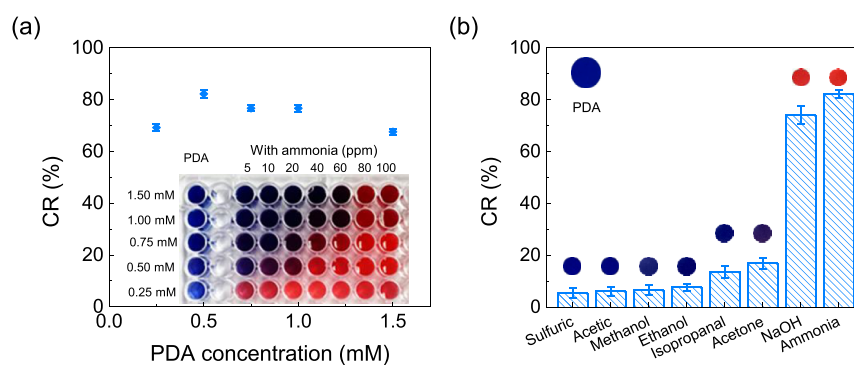 (a)
CR (%)
100
80
60
40
20
0
PDA
With ammonia (ppm)
5 10 20 40 60 80 100
1.50 mM
1.00 mM
0.75 mM
0.50 mM
0.25 mM
0.0 0.5 1.0 1.5
PDA concentration (mM)
(b)
CR (%)
100
80
60
40
20
0
PDA
Sulfuric
Acetic
Methanol
Ethanol
Isopropanal
Acetone
NaOH
Ammonia